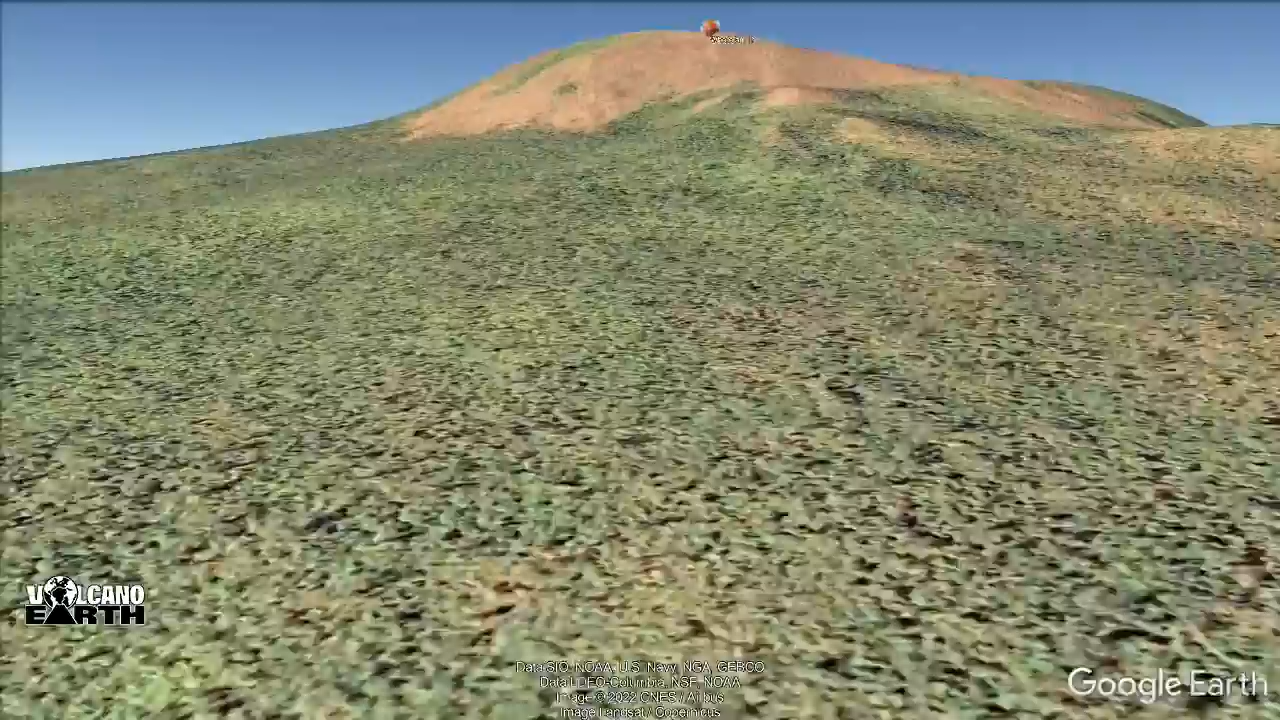 VOLCANO
EARTH
Data SIO, NOAA, U.S. Navy, NGA, GEBCO
Data LDEO-Columbia, NSF, NOAA
Image © 2022 CNES / Airbus
Image Landsat / Copernicus
Google Earth